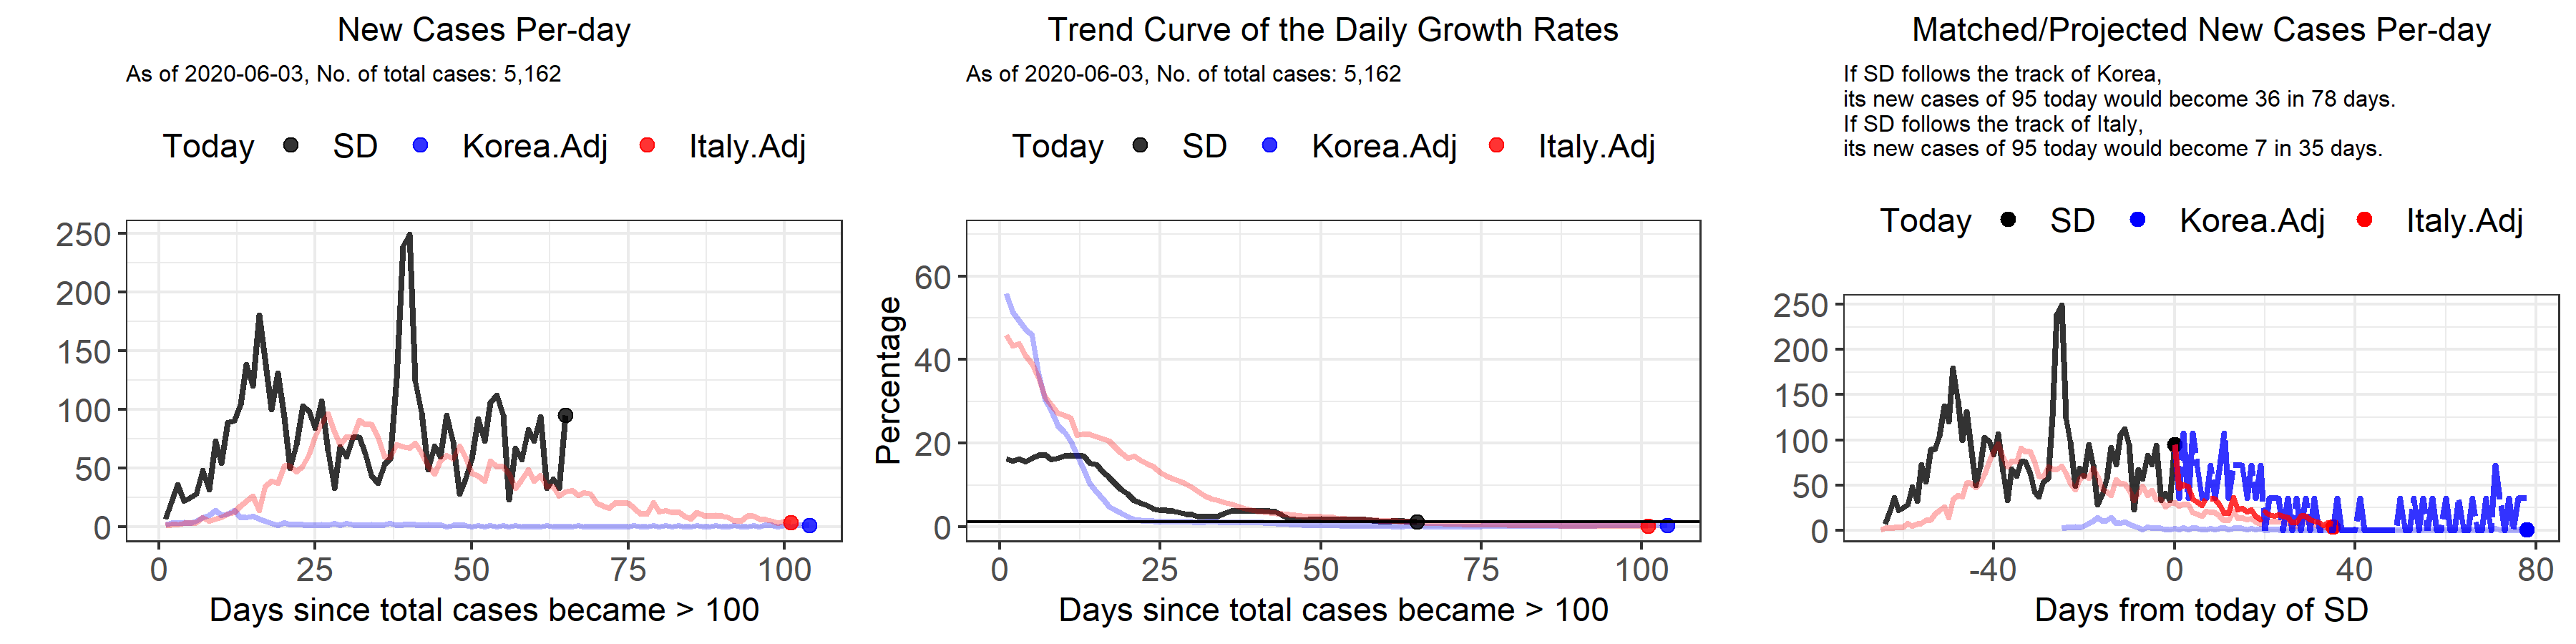 New Cases Per-day
As of 2020-06-03, No. of total cases: 5,162
Today SD Korea.Adj Italy.Adj
250
200
150
100
50
0
0 25 50 75 100
Days since total cases became > 100
Trend Curve of the Daily Growth Rates
As of 2020-06-03, No. of total cases: 5,162
Today SD Korea.Adj Italy.Adj
Percentage
60
40
20
0
0 25 50 75 100
Days since total cases became > 100
Matched/Projected New Cases Per-day
If SD follows the track of Korea,
its new cases of 95 today would become 36 in 78 days.
If SD follows the track of Italy,
its new cases of 95 today would become 7 in 35 days.
Today SD Korea.Adj Italy.Adj
250
200
150
100
50
0
-40 0 40 80
Days from today of SD